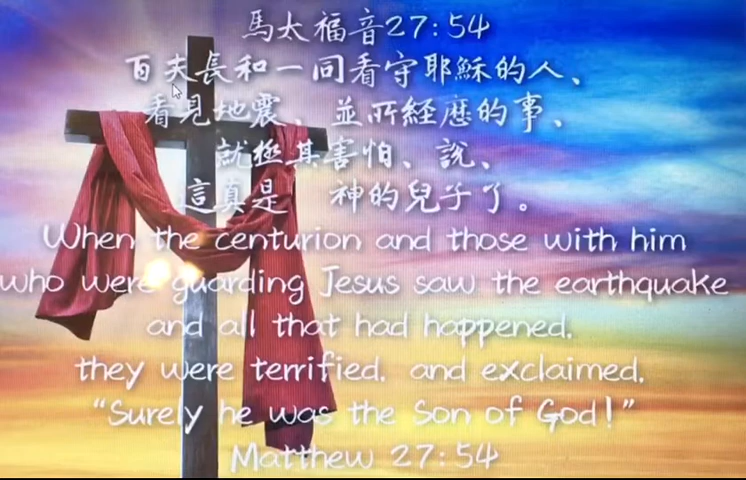 馬太福音27:54
百夫長和一同看守耶穌的人、
看見地震、並所經歷的事、
就極其害怕、說、
這真是　神的兒子了。
When the centurion and those with him
who were guarding Jesus saw the earthquake
and all that had happened,
they were terrified, and exclaimed,
“Surely he was the Son of God!”
Matthew 27:54